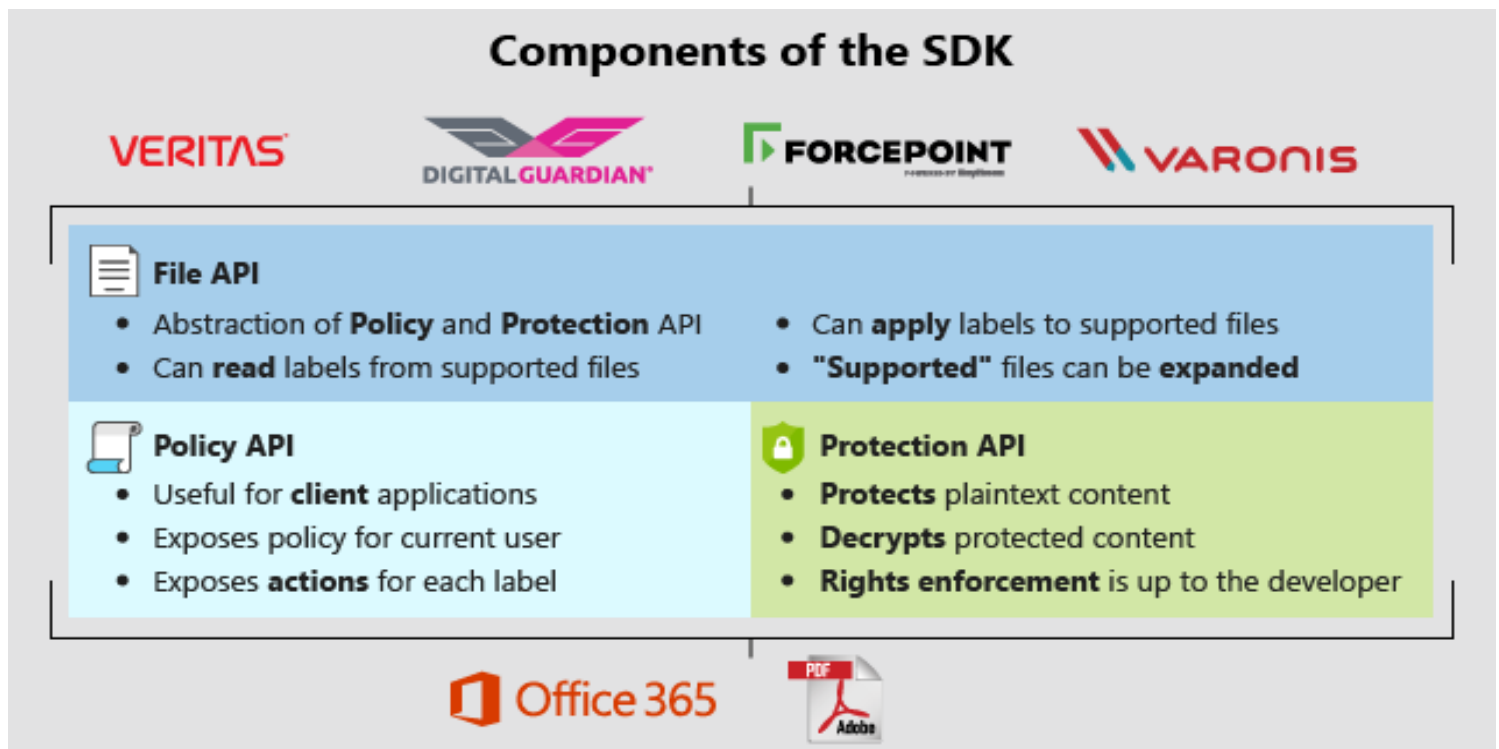 Components of the SDK
VERITAS
DIGITALGUARDIAN®
FORCEPOINT
VARONIS
File API
• Abstraction of Policy and Protection API
• Can read labels from supported files
• Can apply labels to supported files
• "Supported" files can be expanded
Policy API
• Useful for client applications
• Exposes policy for current user
• Exposes actions for each label
Protection API
• Protects plaintext content
• Decrypts protected content
• Rights enforcement is up to the developer
Office 365
PDF
Adobe